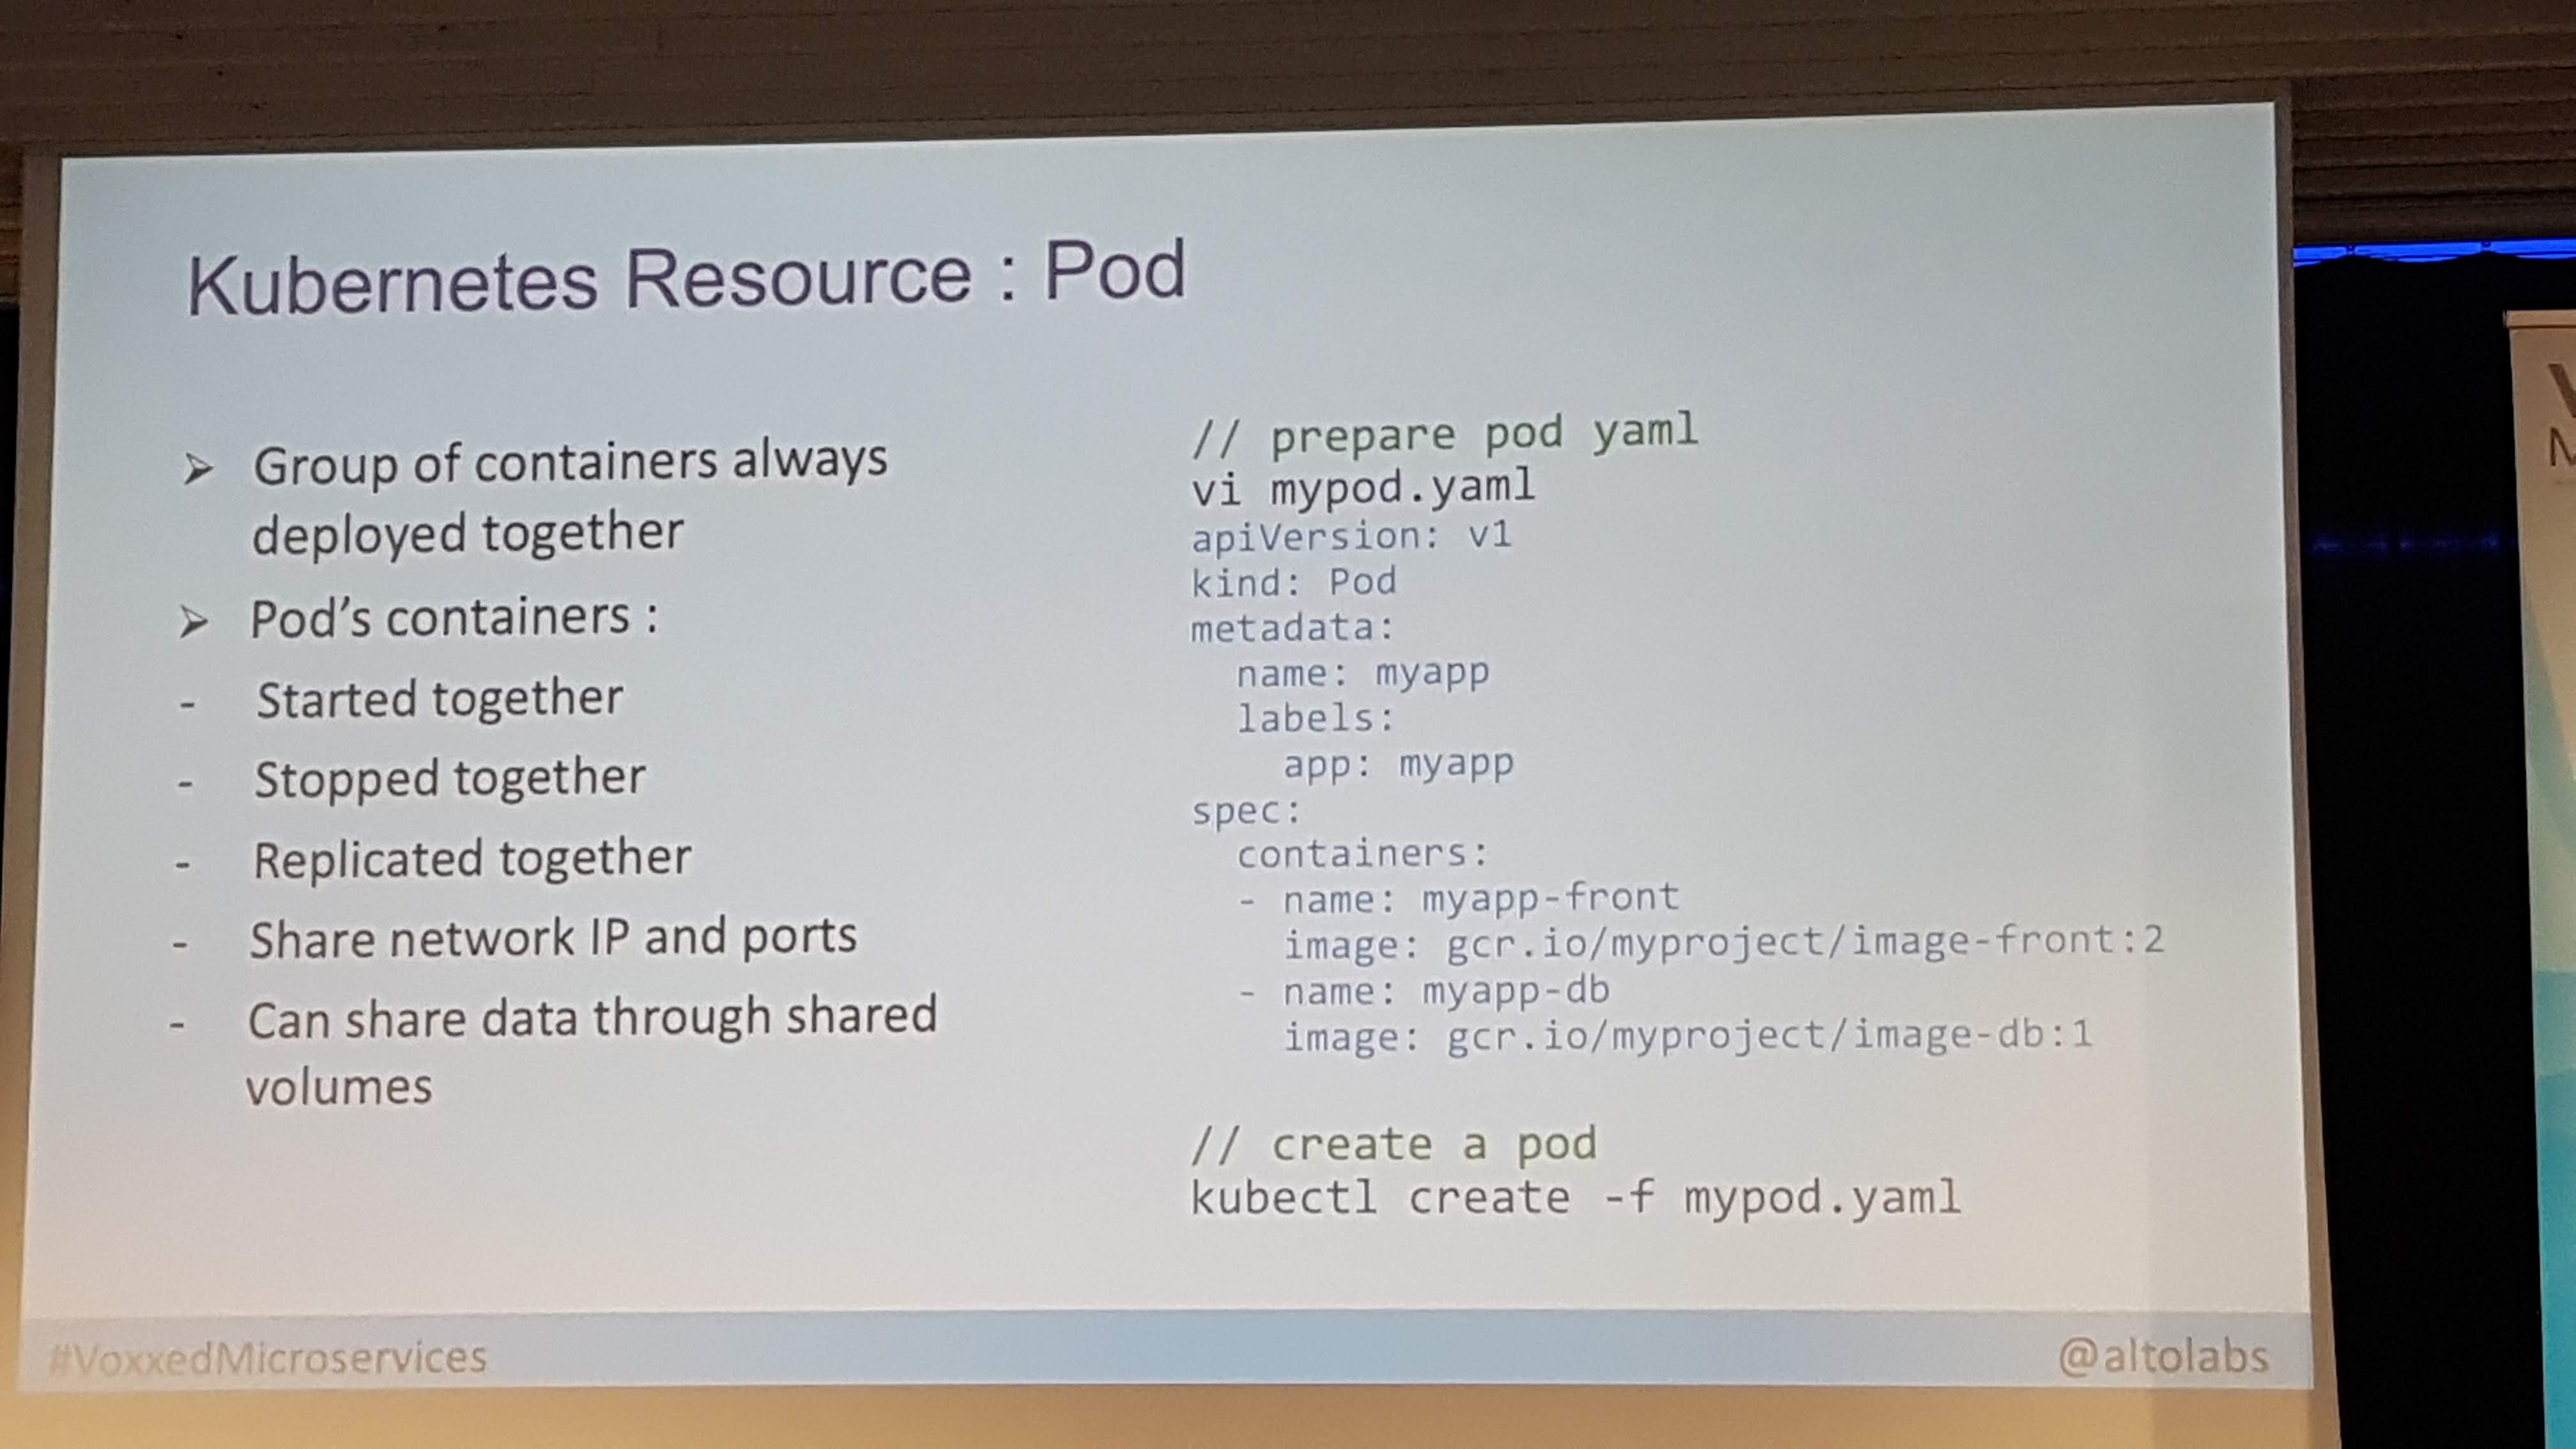 Kubernetes Resource : Pod
➢ Group of containers always
deployed together
➢ Pod's containers :
- Started together
- Stopped together
- Replicated together
- Share network IP and ports
- Can share data through shared
volumes
// prepare pod yaml
vi mypod.yaml
apiVersion: v1
kind: Pod
metadata:
  name: myapp
  labels:
    app: myapp
spec:
  containers:
  - name: myapp-front
    image: gcr.io/myproject/image-front:2
  - name: myapp-db
    image: gcr.io/myproject/image-db:1
// create a pod
kubectl create -f mypod.yaml
#VoxxedMicroservices
@altolabs